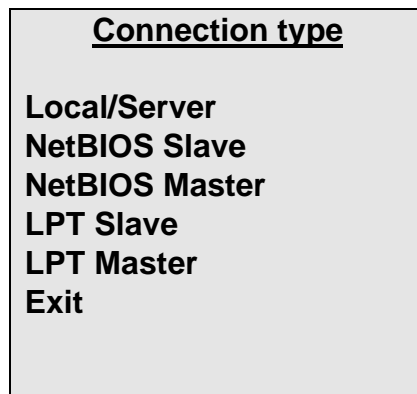 Connection type
Local/Server
NetBIOS Slave
NetBIOS Master
LPT Slave
LPT Master
Exit